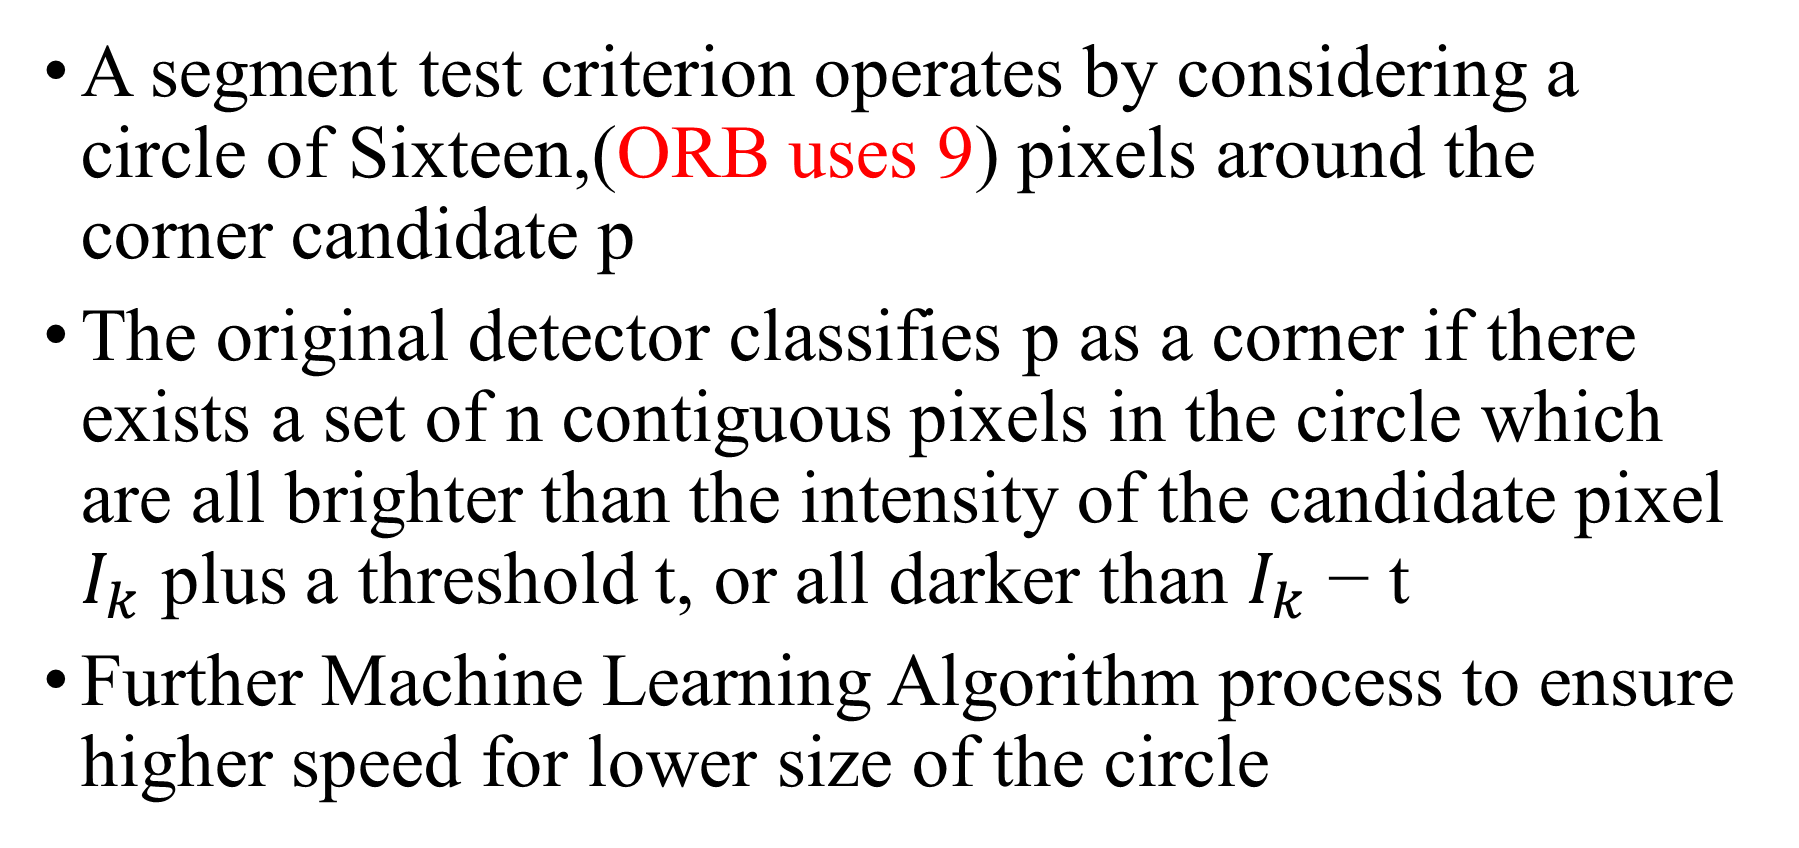 • A segment test criterion operates by considering a
circle of Sixteen,(ORB uses 9) pixels around the
corner candidate p
• The original detector classifies p as a corner if there
exists a set of n contiguous pixels in the circle which
are all brighter than the intensity of the candidate pixel
𝐼ₖ plus a threshold t, or all darker than 𝐼ₖ − t
• Further Machine Learning Algorithm process to ensure
higher speed for lower size of the circle